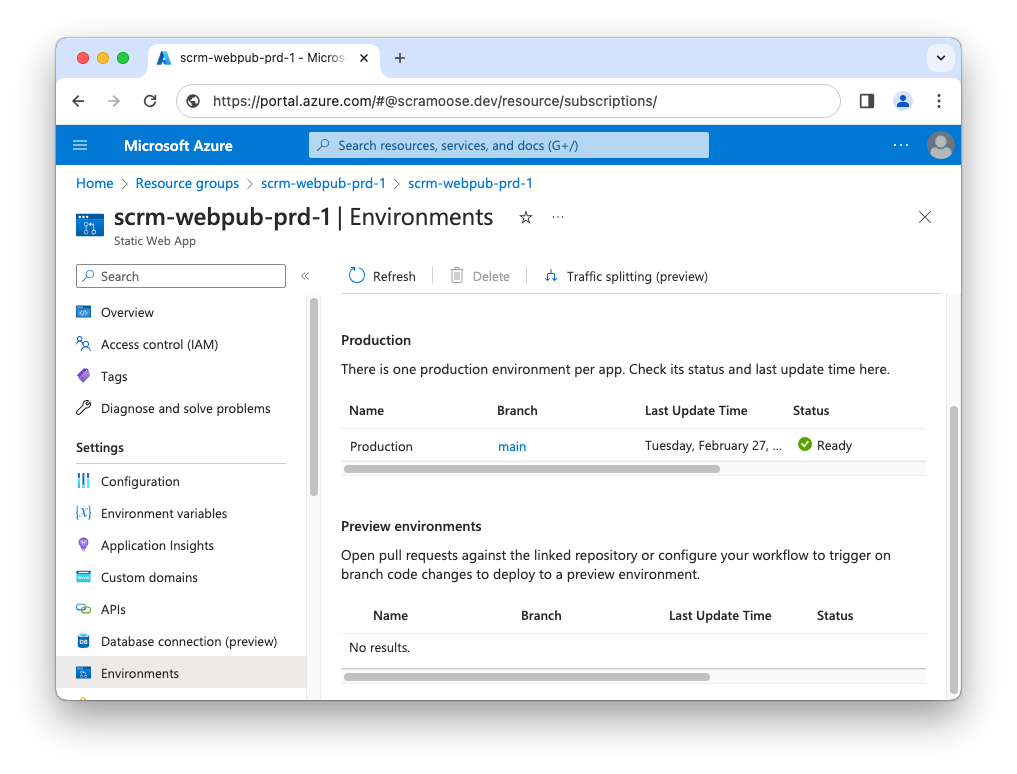 scrm-webpub-prd-1 - Micros
https://portal.azure.com/#@scramoose.dev/resource/subscriptions/
Microsoft Azure
Search resources, services, and docs (G+/)
Home > Resource groups > scrm-webpub-prd-1 > scrm-webpub-prd-1
scrm-webpub-prd-1 | Environments
Static Web App
Search
Refresh Delete Traffic splitting (preview)
Overview
Access control (IAM)
Tags
Diagnose and solve problems
Settings
Configuration
Environment variables
Application Insights
Custom domains
APIs
Database connection (preview)
Environments
Production
There is one production environment per app. Check its status and last update time here.
Name Branch Last Update Time Status
Production main Tuesday, February 27, ... Ready
Preview environments
Open pull requests against the linked repository or configure your workflow to trigger on
branch code changes to deploy to a preview environment.
Name Branch Last Update Time Status
No results.